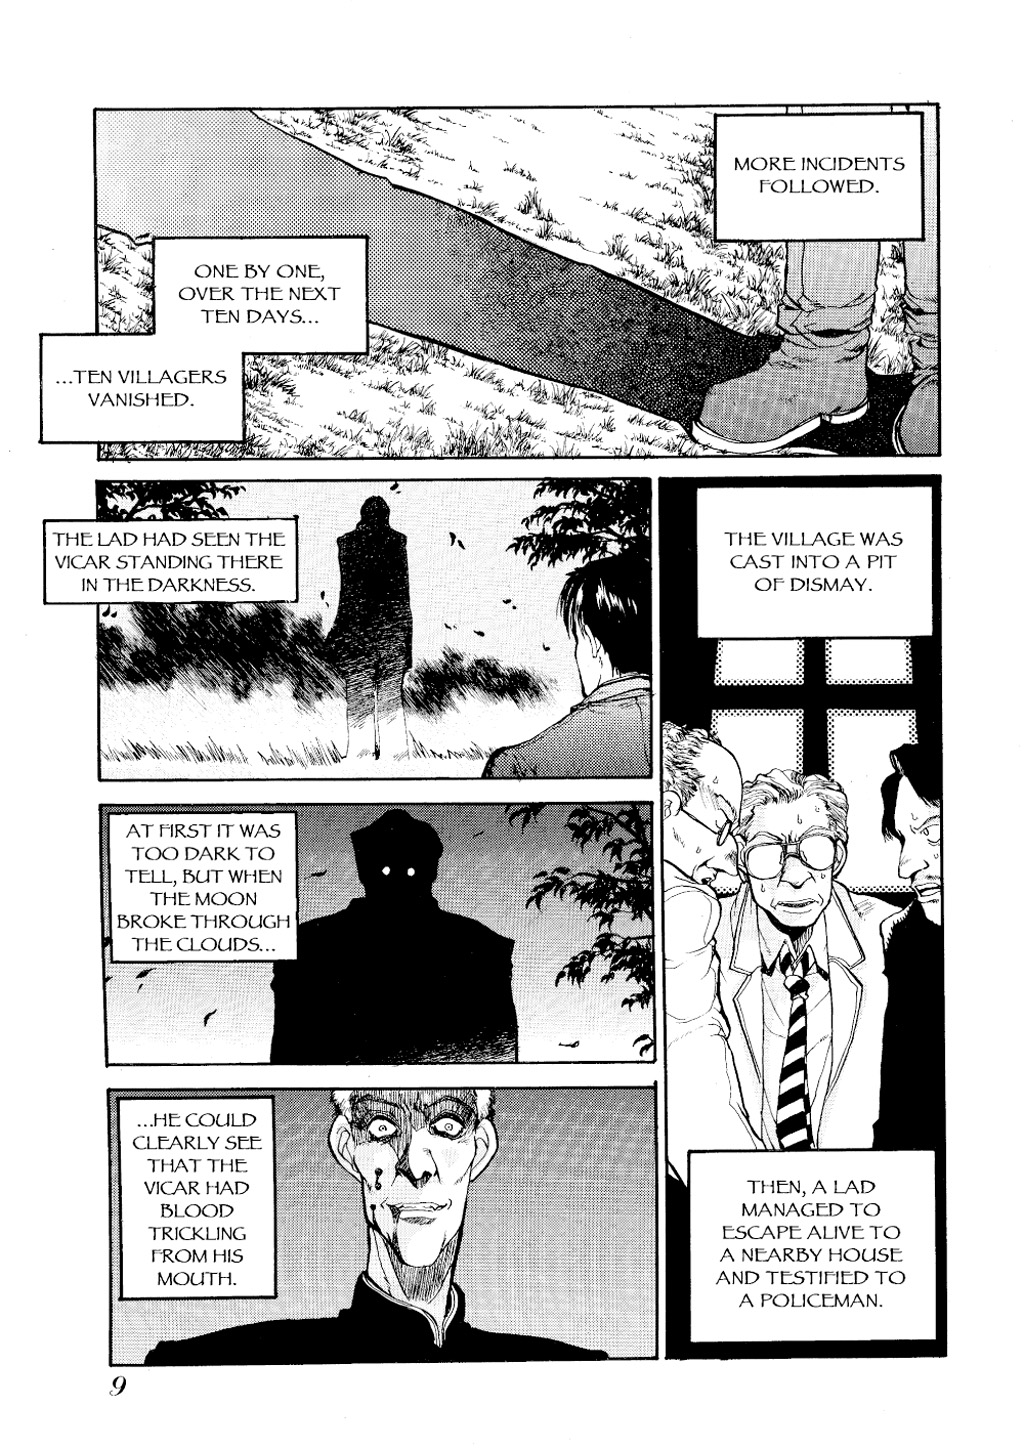 MORE INCIDENTS
FOLLOWED.
ONE BY ONE,
OVER THE NEXT
TEN DAYS...
...TEN VILLAGERS
VANISHED.
THE VILLAGE WAS
CAST INTO A PIT
OF DISMAY.
THEN, A LAD
MANAGED TO
ESCAPE ALIVE TO
A NEARBY HOUSE
AND TESTIFIED TO
A POLICEMAN.
THE LAD HAD SEEN THE
VICAR STANDING THERE
IN THE DARKNESS.
AT FIRST IT WAS
TOO DARK TO
TELL, BUT WHEN
THE MOON
BROKE THROUGH
THE CLOUDS...
...HE COULD
CLEARLY SEE
THAT THE
VICAR HAD
BLOOD
TRICKLING
FROM HIS
MOUTH.
9